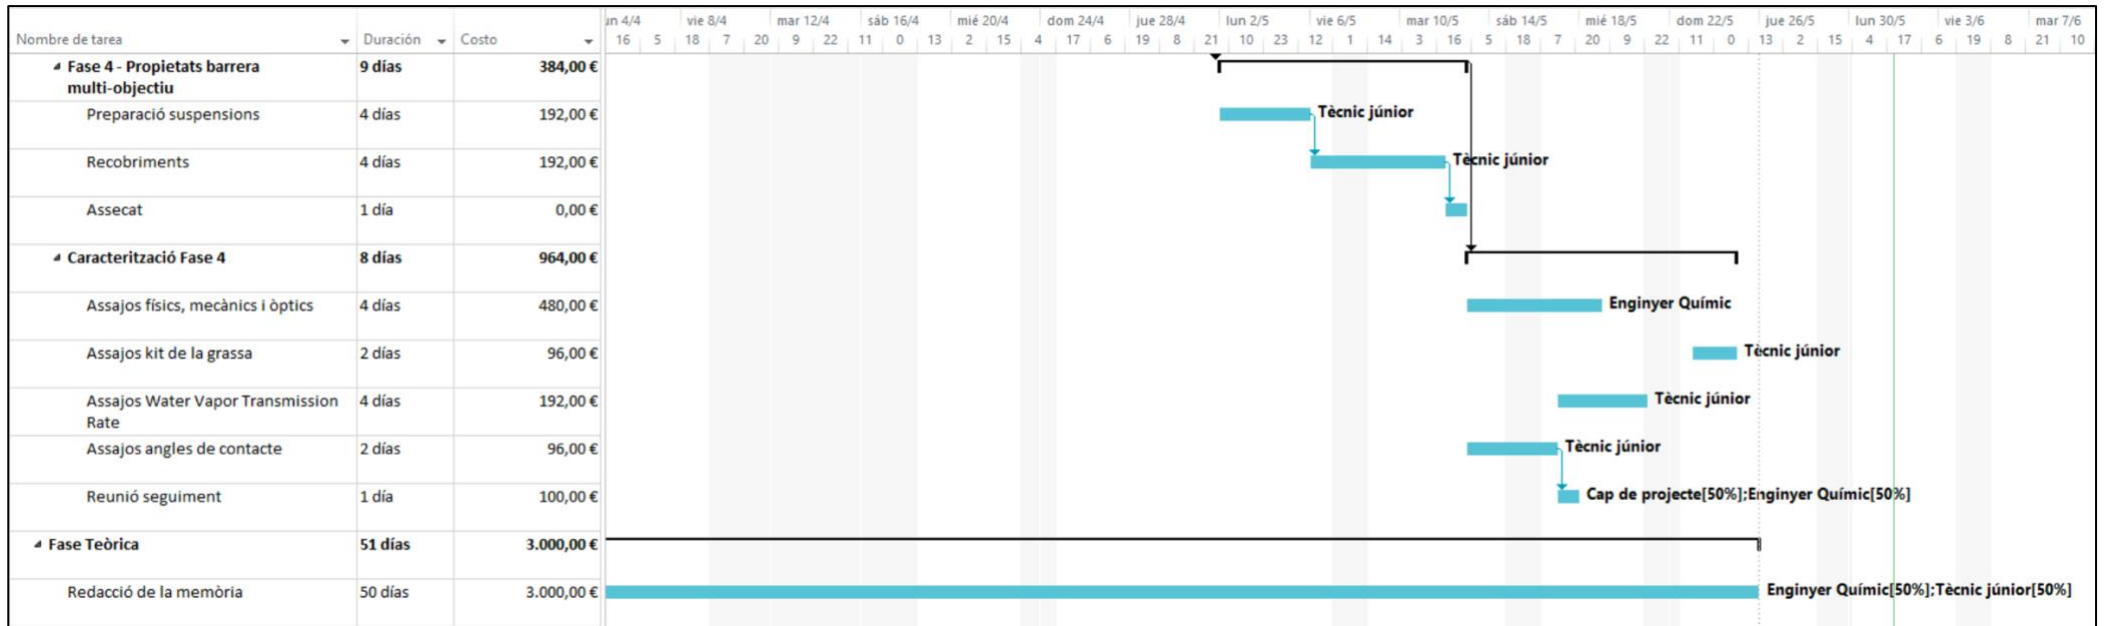 un 4/4 vie 8/4 mar 12/4 sáb 16/4 mié 20/4 dom 24/4 jue 28/4 lun 2/5 vie 6/5 mar 10/5 sáb 14/5 mié 18/5 dom 22/5 jue 26/5 lun 30/5 vie 3/6 mar 7/6
Nombre de tarea Duración Costo 16 5 18 7 20 9 22 11 0 13 2 15 4 17 6 19 8 21 10 23 12 1 14 3 16 5 18 7 20 9 22 11 0 13 2 15 4 17 6 19 8 21 10
Fase 4 - Propietats barrera 9 días 384,00 €
multi-objectiu
Preparació suspensions 4 días 192,00 € Tècnic júnior
Recobriments 4 días 192,00 € Tècnic júnior
Assecat 1 día 0,00 €
Caracterització Fase 4 8 días 964,00 €
Assajos físics, mecànics i òptics 4 días 480,00 € Enginyer Químic
Assajos kit de la grassa 2 días 96,00 € Tècnic júnior
Assajos Water Vapor Transmission 4 días 192,00 € Tècnic júnior
Rate
Assajos angles de contacte 2 días 96,00 € Tècnic júnior
Reunió seguiment 1 día 100,00 € Cap de projecte[50%];Enginyer Químic[50%]
Fase Teòrica 51 días 3.000,00 €
Redacció de la memòria 50 días 3.000,00 € Enginyer Químic[50%];Tècnic júnior[50%]